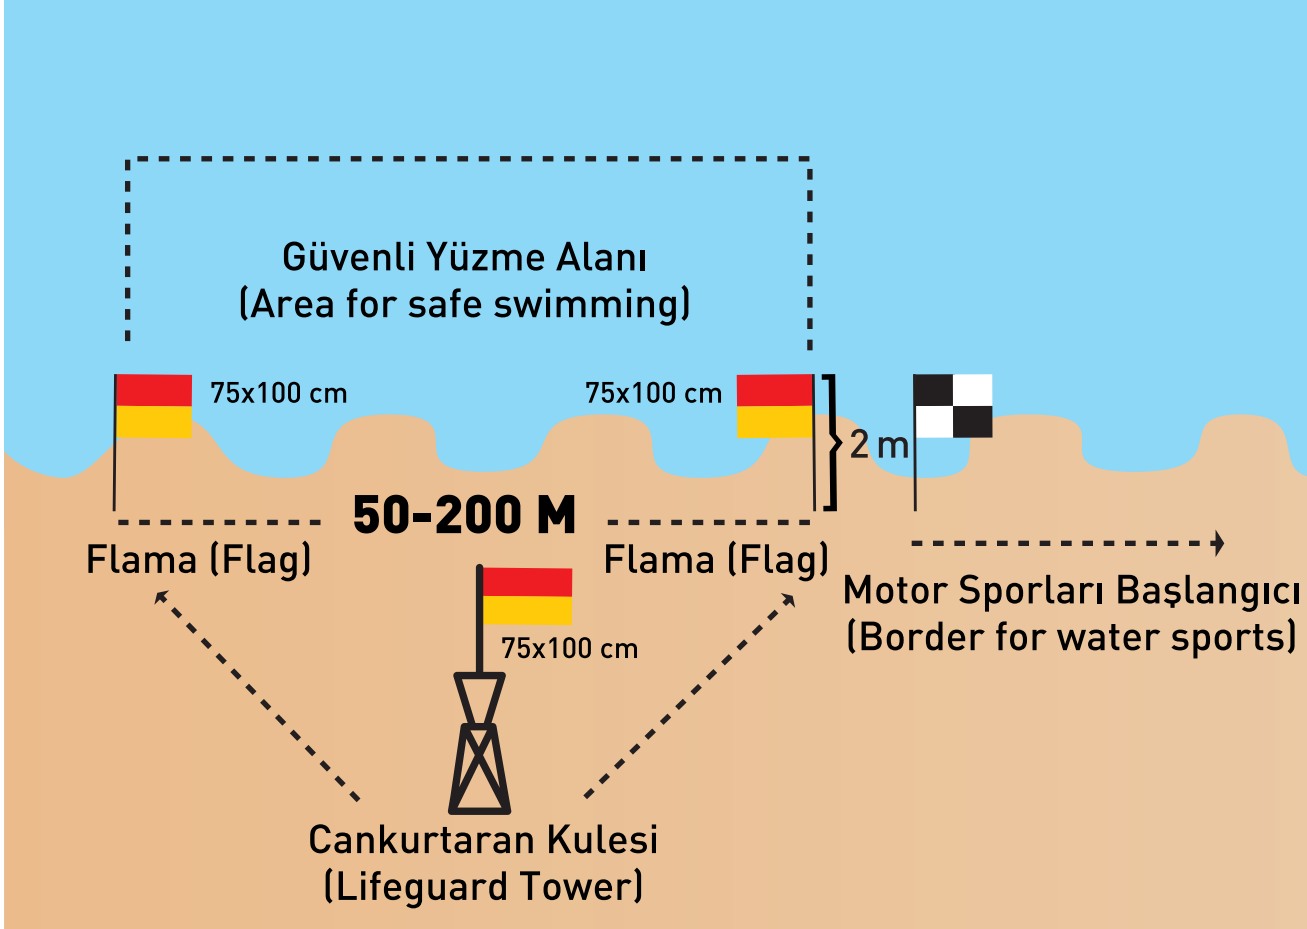 Güvenli Yüzme Alanı
(Area for safe swimming)
75x100 cm
75x100 cm
2 m
50-200 M
Flama (Flag)
Flama (Flag)
Motor Sporları Başlangıcı
(Border for water sports)
75x100 cm
Cankurtaran Kulesi
(Lifeguard Tower)